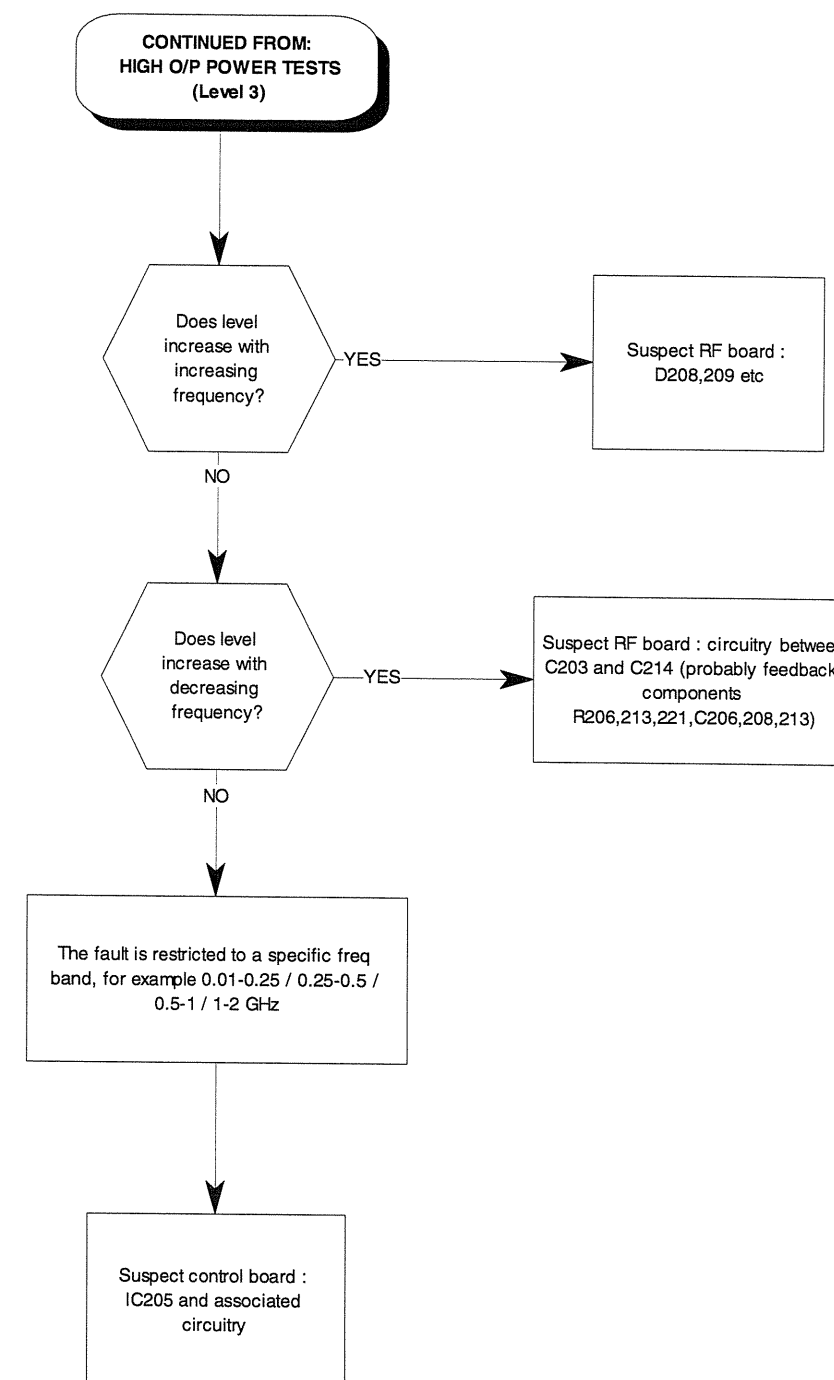 CONTINUED FROM:
HIGH O/P POWER TESTS
(Level 3)
Does level
increase with
increasing
frequency?
YES
Suspect RF board :
D208,209 etc
NO
Does level
increase with
decreasing
frequency?
YES
Suspect RF board : circuitry betwee
C203 and C214 (probably feedback
components
R206,213,221,C206,208,213)
NO
The fault is restricted to a specific freq
band, for example 0.01-0.25 / 0.25-0.5 /
0.5-1 / 1-2 GHz
Suspect control board :
IC205 and associated
circuitry